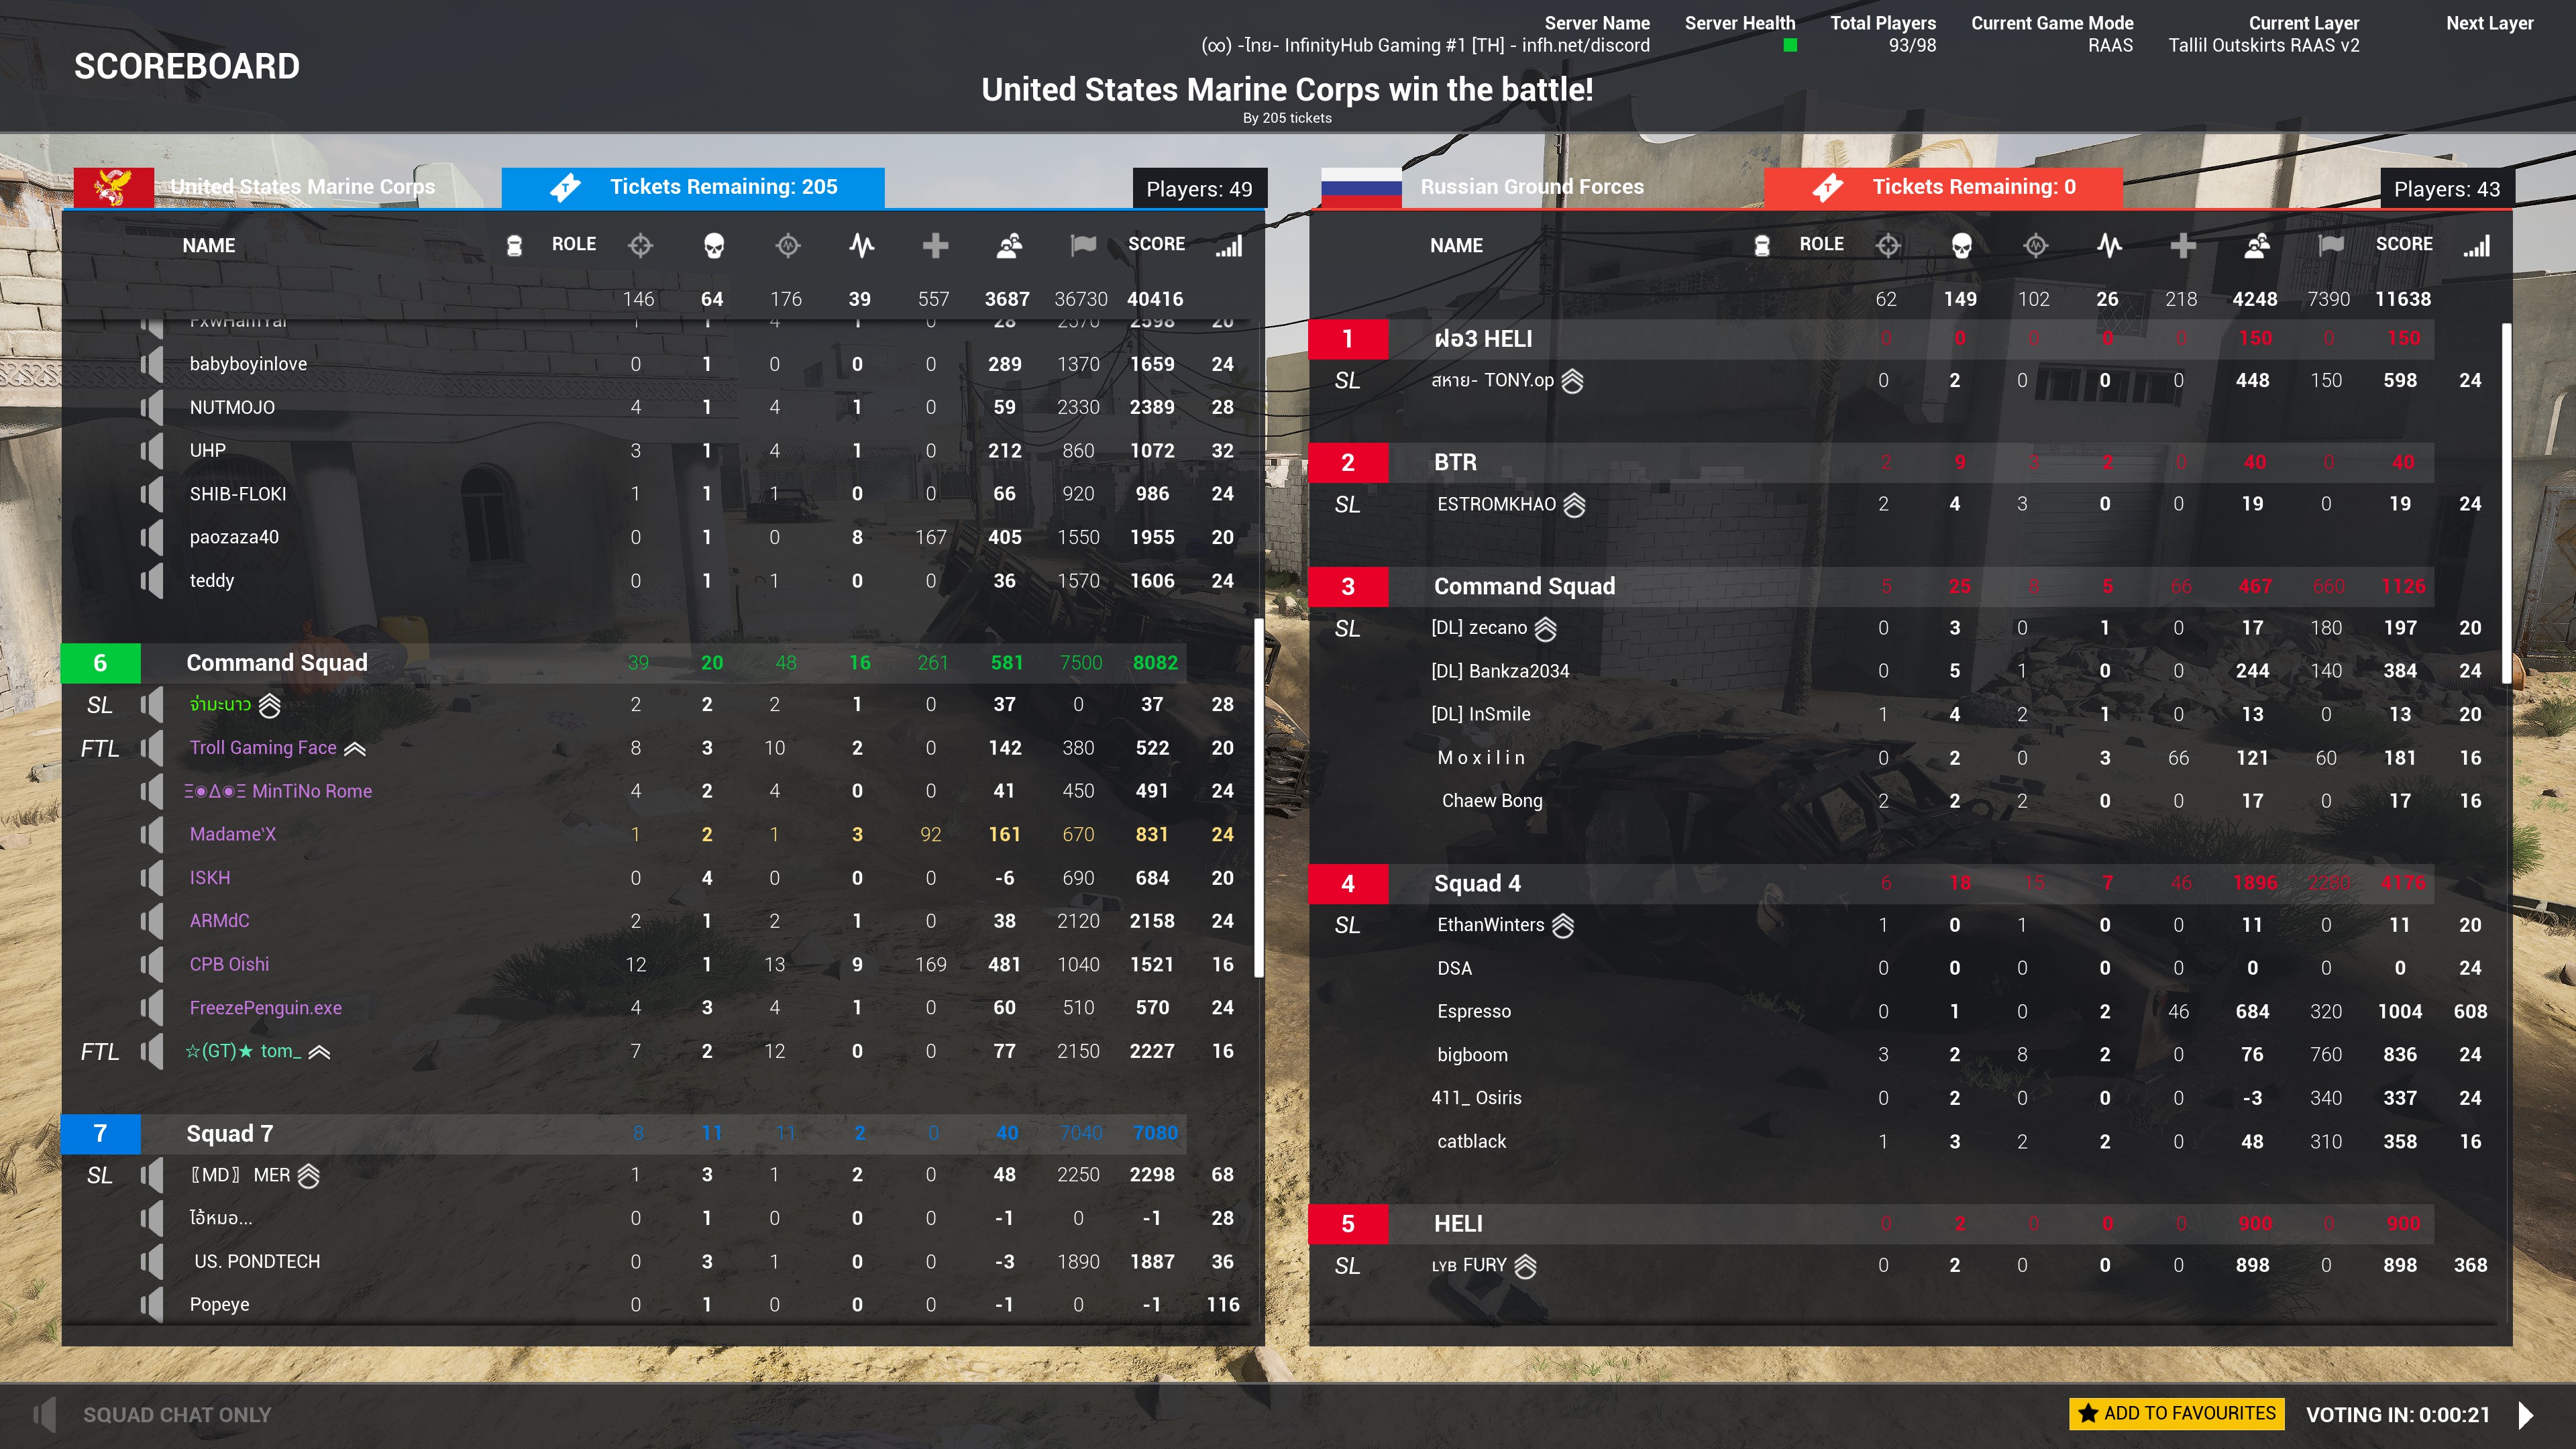 SCOREBOARD
Server Name Server Health Total Players Current Game Mode Current Layer Next Layer
(∞) -ไทย- InfinityHub Gaming #1 [TH] - infh.net/discord 93/98 RAAS Tallil Outskirts RAAS v2
United States Marine Corps win the battle!
By 205 tickets
United States Marine Corps Tickets Remaining: 205 Players: 49
NAME ROLE SCORE
146 64 176 39 557 3687 36730 40416
FxwHamYai 1 1 4 1 0 28 2570 2598 20
babyboyinlove 0 1 0 0 0 289 1370 1659 24
NUTMOJO 4 1 4 1 0 59 2330 2389 28
UHP 3 1 4 1 0 212 860 1072 32
SHIB-FLOKI 1 1 1 0 0 66 920 986 24
paozaza40 0 1 0 8 167 405 1550 1955 20
teddy 0 1 1 0 0 36 1570 1606 24
6 Command Squad 39 20 48 16 261 581 7500 8082
SL จ่ามะนาว 2 2 2 1 0 37 0 37 28
FTL Troll Gaming Face 8 3 10 2 0 142 380 522 20
Ξ◉Δ◉Ξ MinTiNo Rome 4 2 4 0 0 41 450 491 24
Madame'X 1 2 1 3 92 161 670 831 24
ISKH 0 4 0 0 0 -6 690 684 20
ARMdC 2 1 2 1 0 38 2120 2158 24
CPB Oishi 12 1 13 9 169 481 1040 1521 16
FreezePenguin.exe 4 3 4 1 0 60 510 570 24
FTL ☆(GT)★ tom_ 7 2 12 0 0 77 2150 2227 16
7 Squad 7 8 11 11 2 0 40 7040 7080
SL 〖MD〗 MER 1 3 1 2 0 48 2250 2298 68
ไอ้หมอ... 0 1 0 0 0 -1 0 -1 28
US. PONDTECH 0 3 1 0 0 -3 1890 1887 36
Popeye 0 1 0 0 0 -1 0 -1 116
Russian Ground Forces Tickets Remaining: 0 Players: 43
NAME ROLE SCORE
62 149 102 26 218 4248 7390 11638
1 ฝอ3 HELI 0 0 0 0 0 150 0 150
SL สหาย- TONY.op 0 2 0 0 0 448 150 598 24
2 BTR 2 9 3 2 0 40 0 40
SL ESTROMKHAO 2 4 3 0 0 19 0 19 24
3 Command Squad 5 25 8 5 66 467 660 1126
SL [DL] zecano 0 3 0 1 0 17 180 197 20
[DL] Bankza2034 0 5 1 0 0 244 140 384 24
[DL] InSmile 1 4 2 1 0 13 0 13 20
M o x i l i n 0 2 0 3 66 121 60 181 16
Chaew Bong 2 2 2 0 0 17 0 17 16
4 Squad 4 6 18 15 7 46 1896 2280 4176
SL EthanWinters 1 0 1 0 0 11 0 11 20
DSA 0 0 0 0 0 0 0 0 24
Espresso 0 1 0 2 46 684 320 1004 608
bigboom 3 2 8 2 0 76 760 836 24
411_ Osiris 0 2 0 0 0 -3 340 337 24
catblack 1 3 2 2 0 48 310 358 16
5 HELI 0 2 0 0 0 900 0 900
SL LYB FURY 0 2 0 0 0 898 0 898 368
SQUAD CHAT ONLY
ADD TO FAVOURITES VOTING IN: 0:00:21